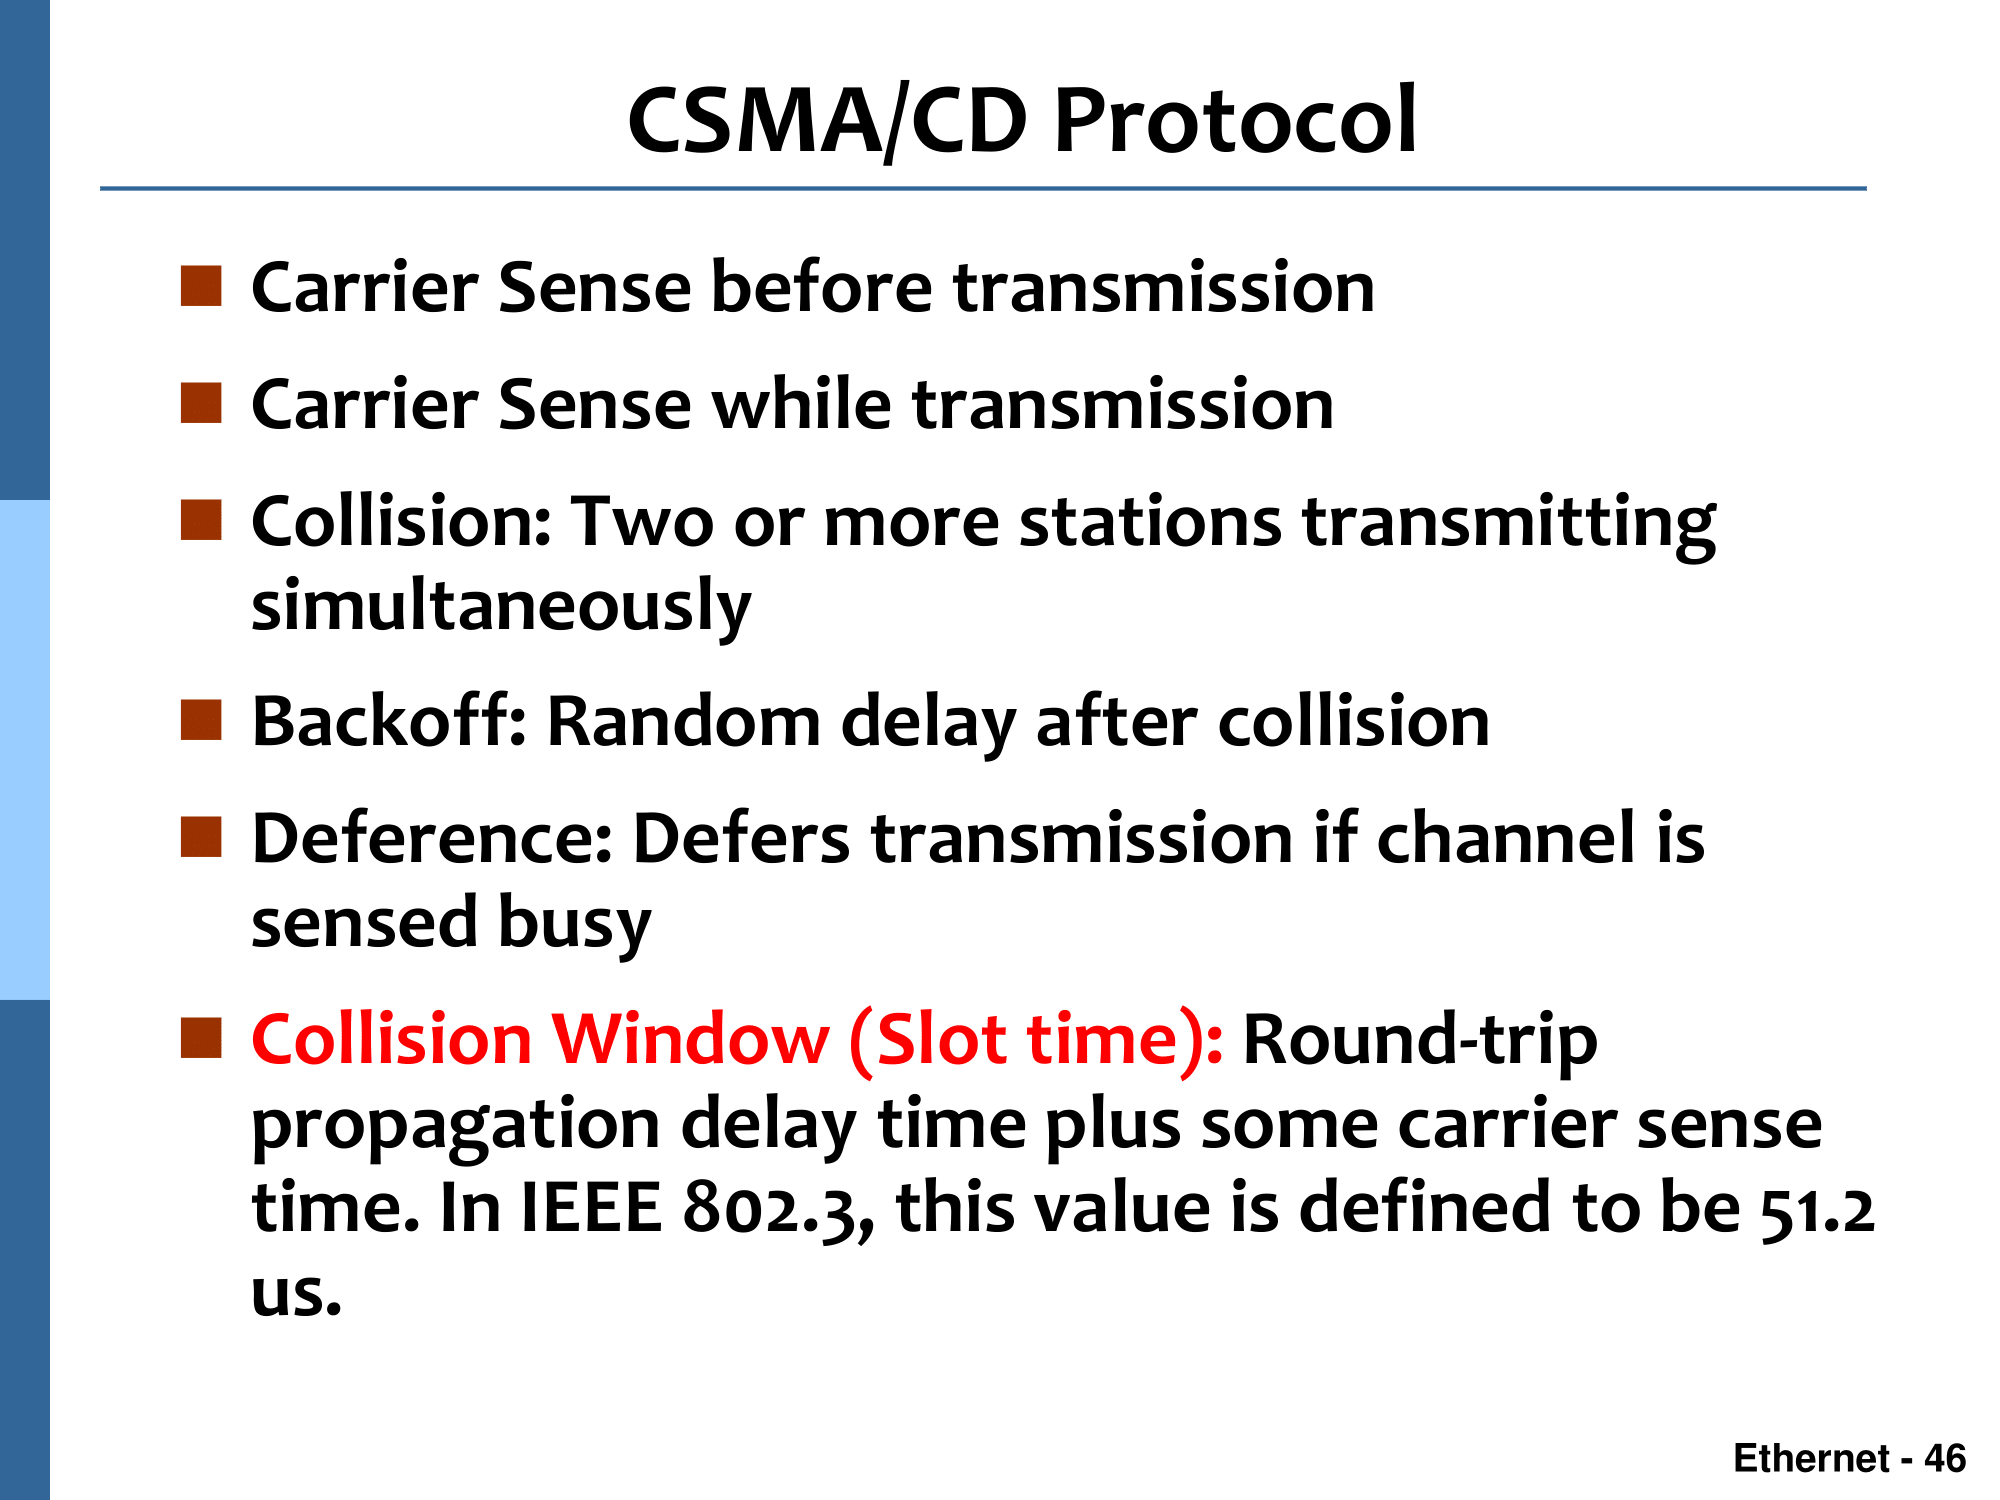 CSMA/CD Protocol
Carrier Sense before transmission
Carrier Sense while transmission
Collision: Two or more stations transmitting
simultaneously
Backoff: Random delay after collision
Deference: Defers transmission if channel is
sensed busy
Collision Window (Slot time): Round-trip
propagation delay time plus some carrier sense
time. In IEEE 802.3, this value is defined to be 51.2
us.
Ethernet - 46